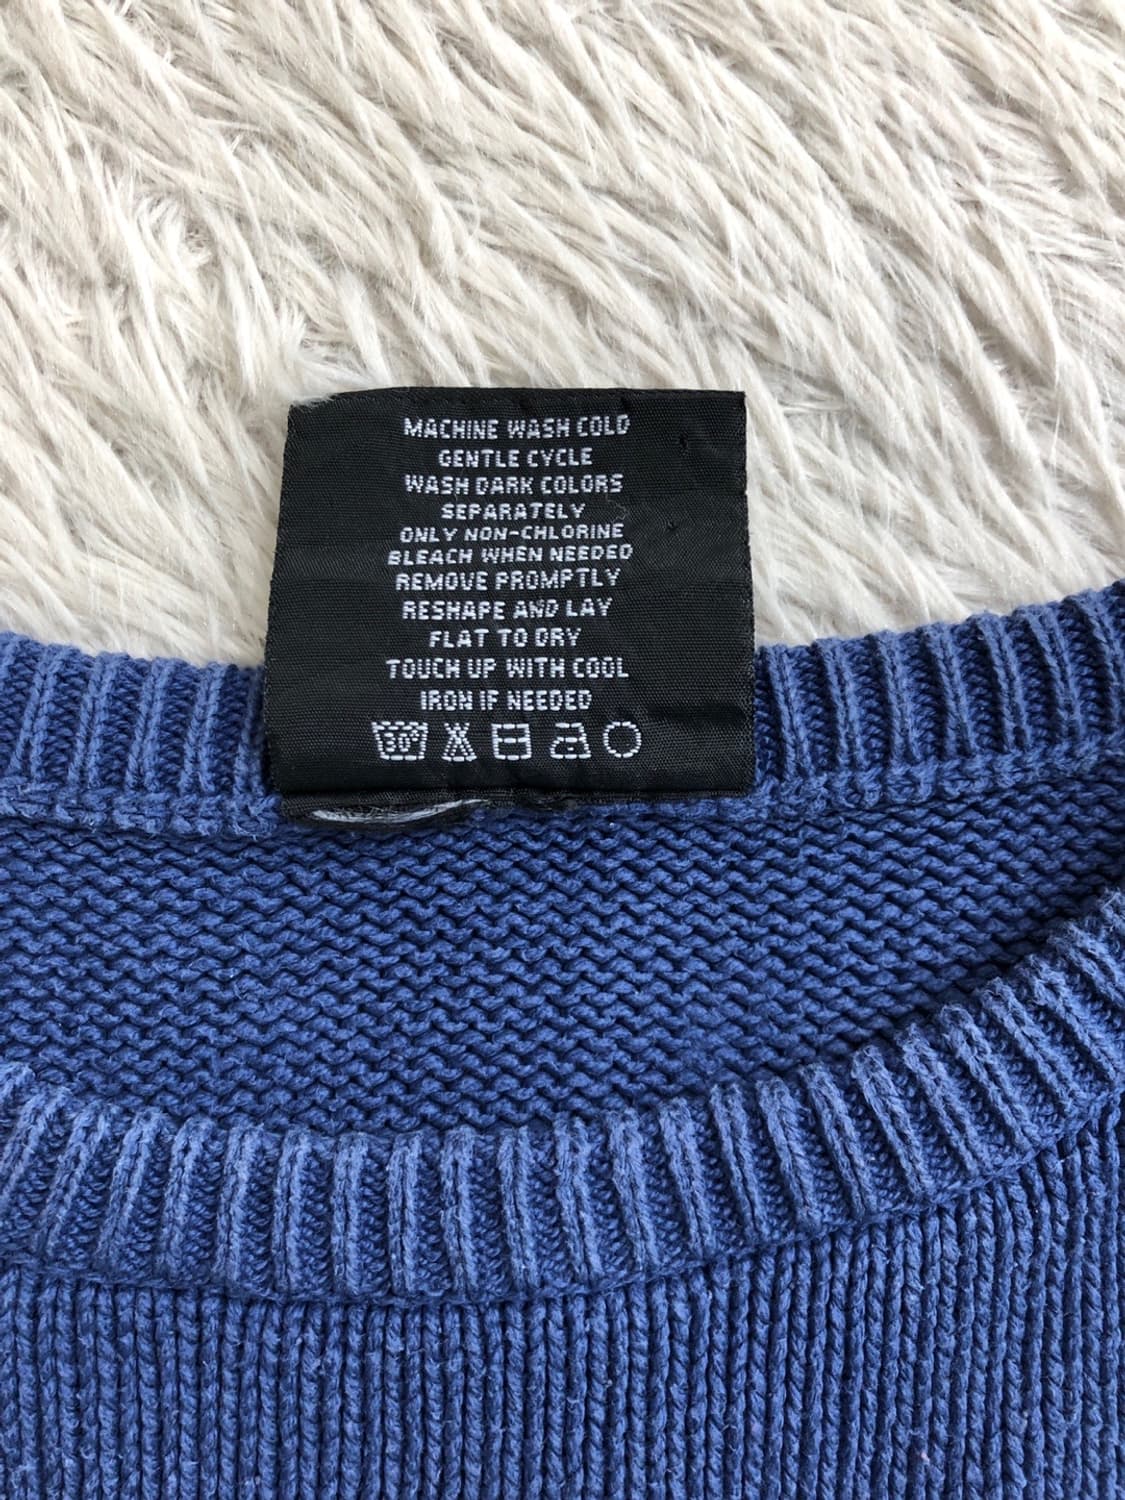 MACHINE WASH COLD
GENTLE CYCLE
WASH DARK COLORS
SEPARATELY
ONLY NON-CHLORINE
BLEACH WHEN NEEDED
REMOVE PROMPTLY
RESHAPE AND LAY
FLAT TO DRY
TOUCH UP WITH COOL
IRON IF NEEDED
30°